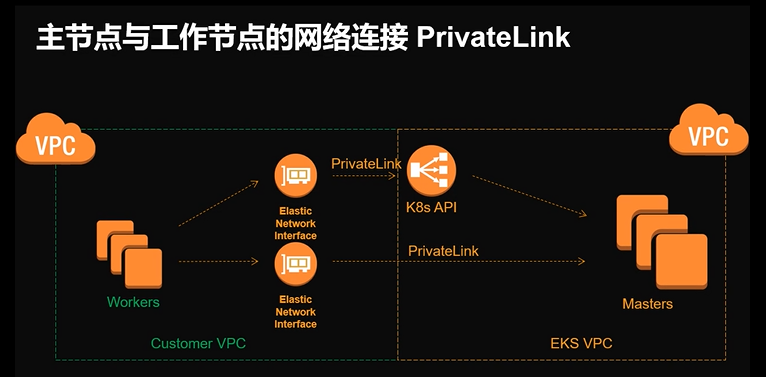 主节点与工作节点的网络连接 PrivateLink
VPC
VPC
PrivateLink
Elastic
Network
Interface
K8s API
PrivateLink
Elastic
Network
Interface
Workers
Masters
Customer VPC
EKS VPC